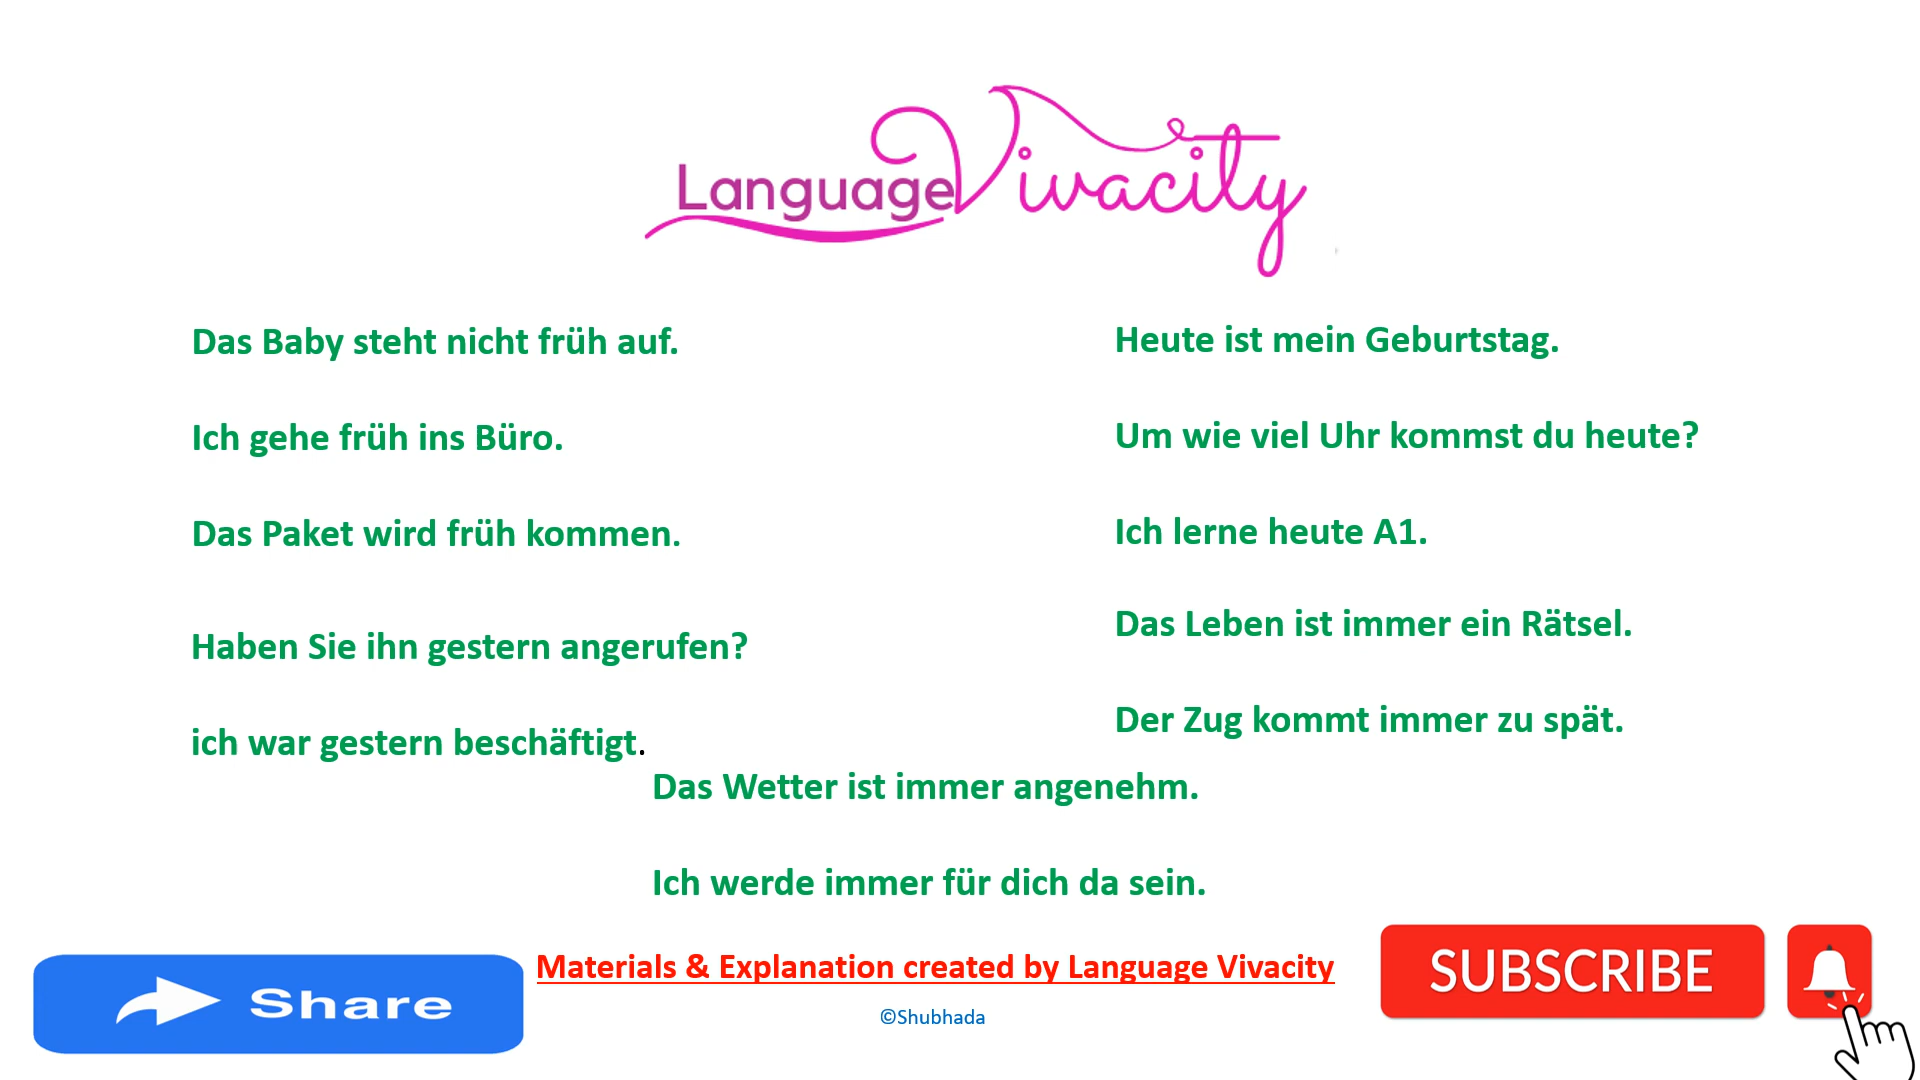 Language Vivacity
Das Baby steht nicht früh auf.
Ich gehe früh ins Büro.
Das Paket wird früh kommen.
Haben Sie ihn gestern angerufen?
ich war gestern beschäftigt.
Heute ist mein Geburtstag.
Um wie viel Uhr kommst du heute?
Ich lerne heute A1.
Das Leben ist immer ein Rätsel.
Der Zug kommt immer zu spät.
Das Wetter ist immer angenehm.
Ich werde immer für dich da sein.
Share
Materials & Explanation created by Language Vivacity
©Shubhada
SUBSCRIBE